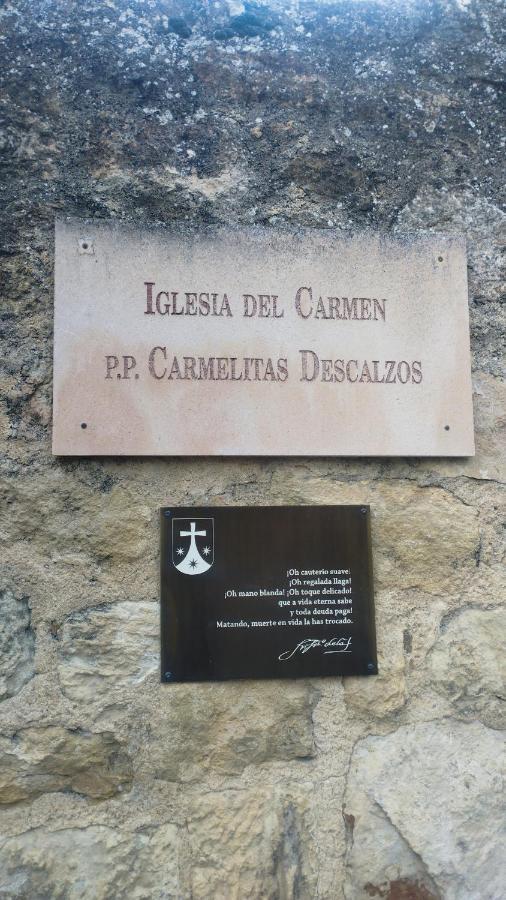 IGLESIA DEL CARMEN
P.P. CARMELITAS DESCALZOS
¡Oh cauterio suave!
¡Oh regalada llaga!
¡Oh mano blanda! ¡Oh toque delicado!
que a vida eterna sabe
y toda deuda paga!
Matando, muerte en vida la has trocado.